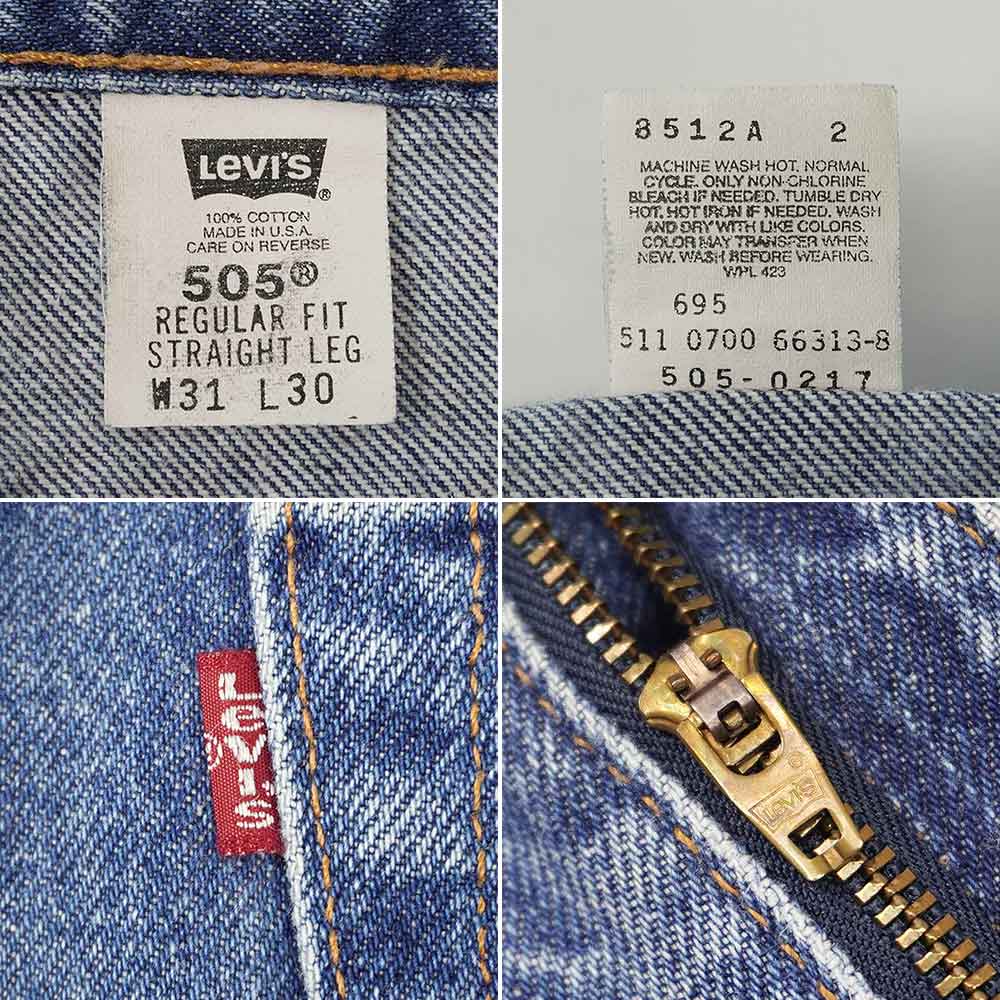 LEVI'S®
100% COTTON
MADE IN U.S.A.
CARE ON REVERSE
505®
REGULAR FIT
STRAIGHT LEG
W31 L30
8512A 2
MACHINE WASH HOT. NORMAL
CYCLE. ONLY NON-CHLORINE
BLEACH IF NEEDED. TUMBLE DRY
HOT. HOT IRON IF NEEDED. WASH
AND DRY WITH LIKE COLORS.
COLOR MAY TRANSFER WHEN
NEW. WASH BEFORE WEARING.
WPL 423
695
511 0700 66313-8
505-0217
LEVI'S
®
®
LEVI'S